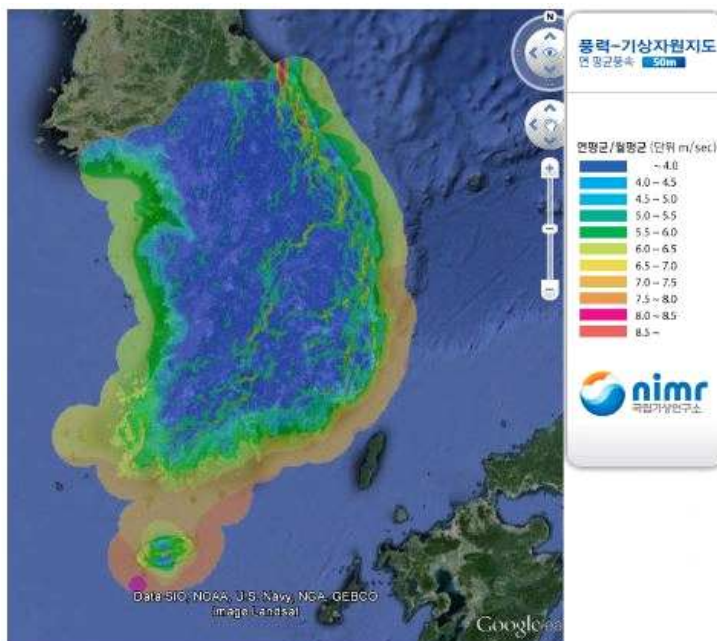 N
Data SIO, NOAA, U.S. Navy, NGA, GEBCO
Image Landsat
Google ea
풍력-기상자원지도
연 평균풍속 50m
연평균/월평균 (단위 m/sec)
~ 4.0
4.0 ~ 4.5
4.5 ~ 5.0
5.0 ~ 5.5
5.5 ~ 6.0
6.0 ~ 6.5
6.5 ~ 7.0
7.0 ~ 7.5
7.5 ~ 8.0
8.0 ~ 8.5
8.5 ~
nimr
국립기상연구소